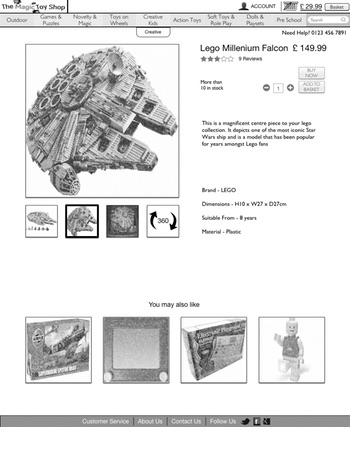 The Magic Toy Shop
ACCOUNT
£ 29.99
Basket
Outdoor
Games & Puzzles
Novelty & Magic
Toys on Wheels
Creative Kids
Action Toys
Soft Toys & Role Play
Dolls & Playsets
Pre School
Search
Creative
Need Help? 0123 456 7891
Lego Millenium Falcon £ 149.99
9 Reviews
More than
10 in stock
1
BUY
NOW
ADD TO
BASKET
This is a magnificent centre piece to your lego
collection. It depicts one of the most iconic Star
Wars ship and is a model that has been popular
for years amongst Lego fans
Brand - LEGO
Dimensions - H10 x W27 x D27cm
Suitable From - 8 years
Material - Plastic
360
You may also like
Customer Service | About Us | Contact Us | Follow Us